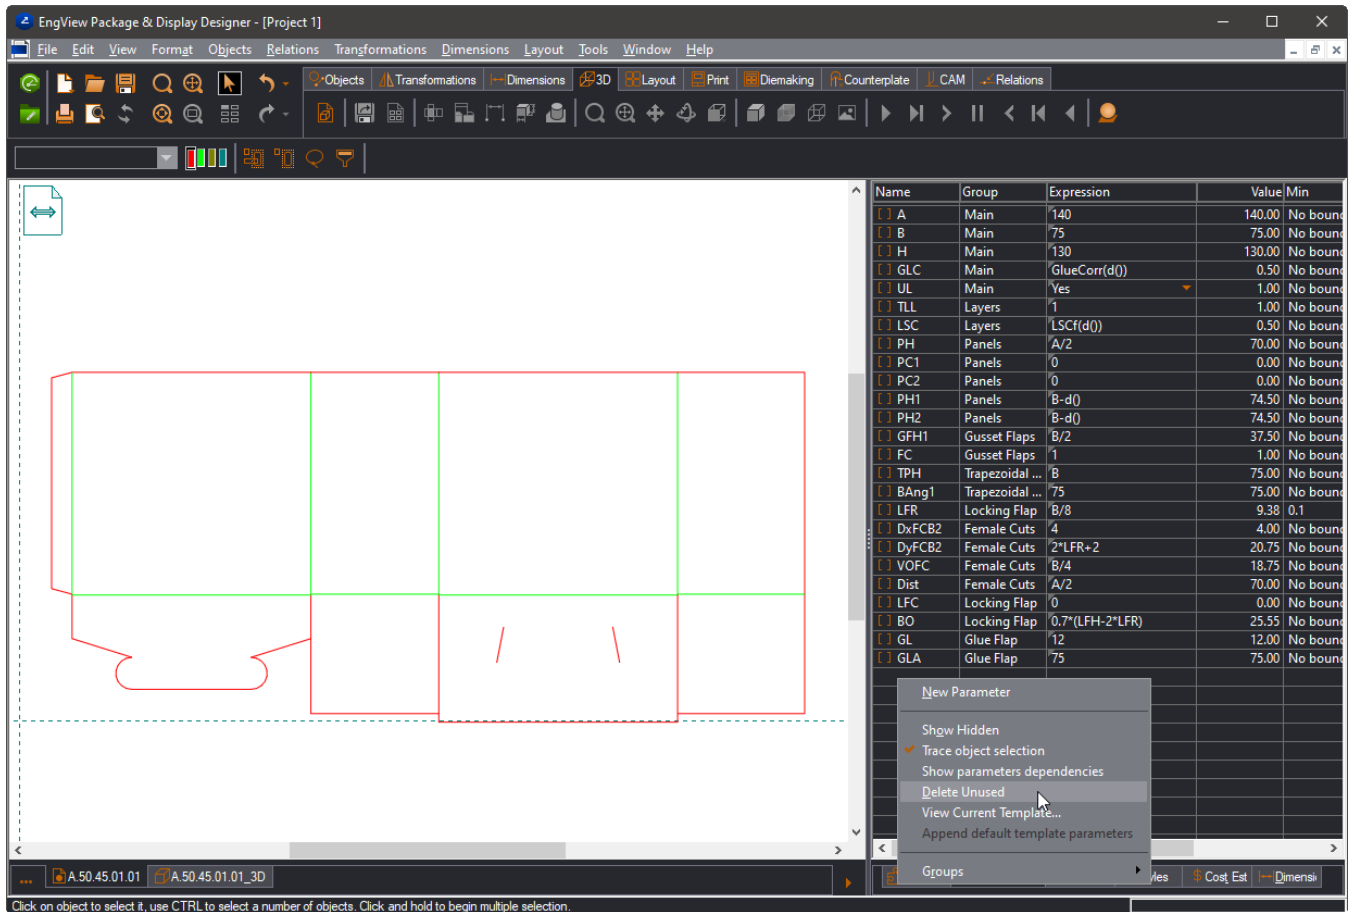 EngView Package & Display Designer - [Project 1]
File Edit View Format Objects Relations Transformations Dimensions Layout Tools Window Help
Objects Transformations Dimensions 3D Layout Print Diemaking Counterplate CAM Relations
Name Group Expression Value Min
[ ] A Main 140 140.00 No bound
[ ] B Main 75 75.00 No bound
[ ] H Main 130 130.00 No bound
[ ] GLC Main GlueCorr(d()) 0.50 No bound
[ ] UL Main Yes 1.00 No bound
[ ] TLL Layers 1 1.00 No bound
[ ] LSC Layers LSCf(d()) 0.50 No bound
[ ] PH Panels A/2 70.00 No bound
[ ] PC1 Panels 0 0.00 No bound
[ ] PC2 Panels 0 0.00 No bound
[ ] PH1 Panels B-d() 74.50 No bound
[ ] PH2 Panels B-d() 74.50 No bound
[ ] GFH1 Gusset Flaps B/2 37.50 No bound
[ ] FC Gusset Flaps 1 1.00 No bound
[ ] TPH Trapezoidal ... B 75.00 No bound
[ ] BAng1 Trapezoidal ... 75 75.00 No bound
[ ] LFR Locking Flap B/8 9.38 0.1
[ ] DxFCB2 Female Cuts 4 4.00 No bound
[ ] DyFCB2 Female Cuts 2*LFR+2 20.75 No bound
[ ] VOFC Female Cuts B/4 18.75 No bound
[ ] Dist Female Cuts A/2 70.00 No bound
[ ] LFC Locking Flap 0 0.00 No bound
[ ] BO Locking Flap 0.7*(LFH-2*LFR) 25.55 No bound
[ ] GL Glue Flap 12 12.00 No bound
[ ] GLA Glue Flap 75 75.00 No bound
New Parameter
Show Hidden
Trace object selection
Show parameters dependencies
Delete Unused
View Current Template...
Append default template parameters
Groups
... A.50.45.01.01 A.50.45.01.01_3D
les $ Cost Est Dimensi
Click on object to select it, use CTRL to select a number of objects. Click and hold to begin multiple selection.